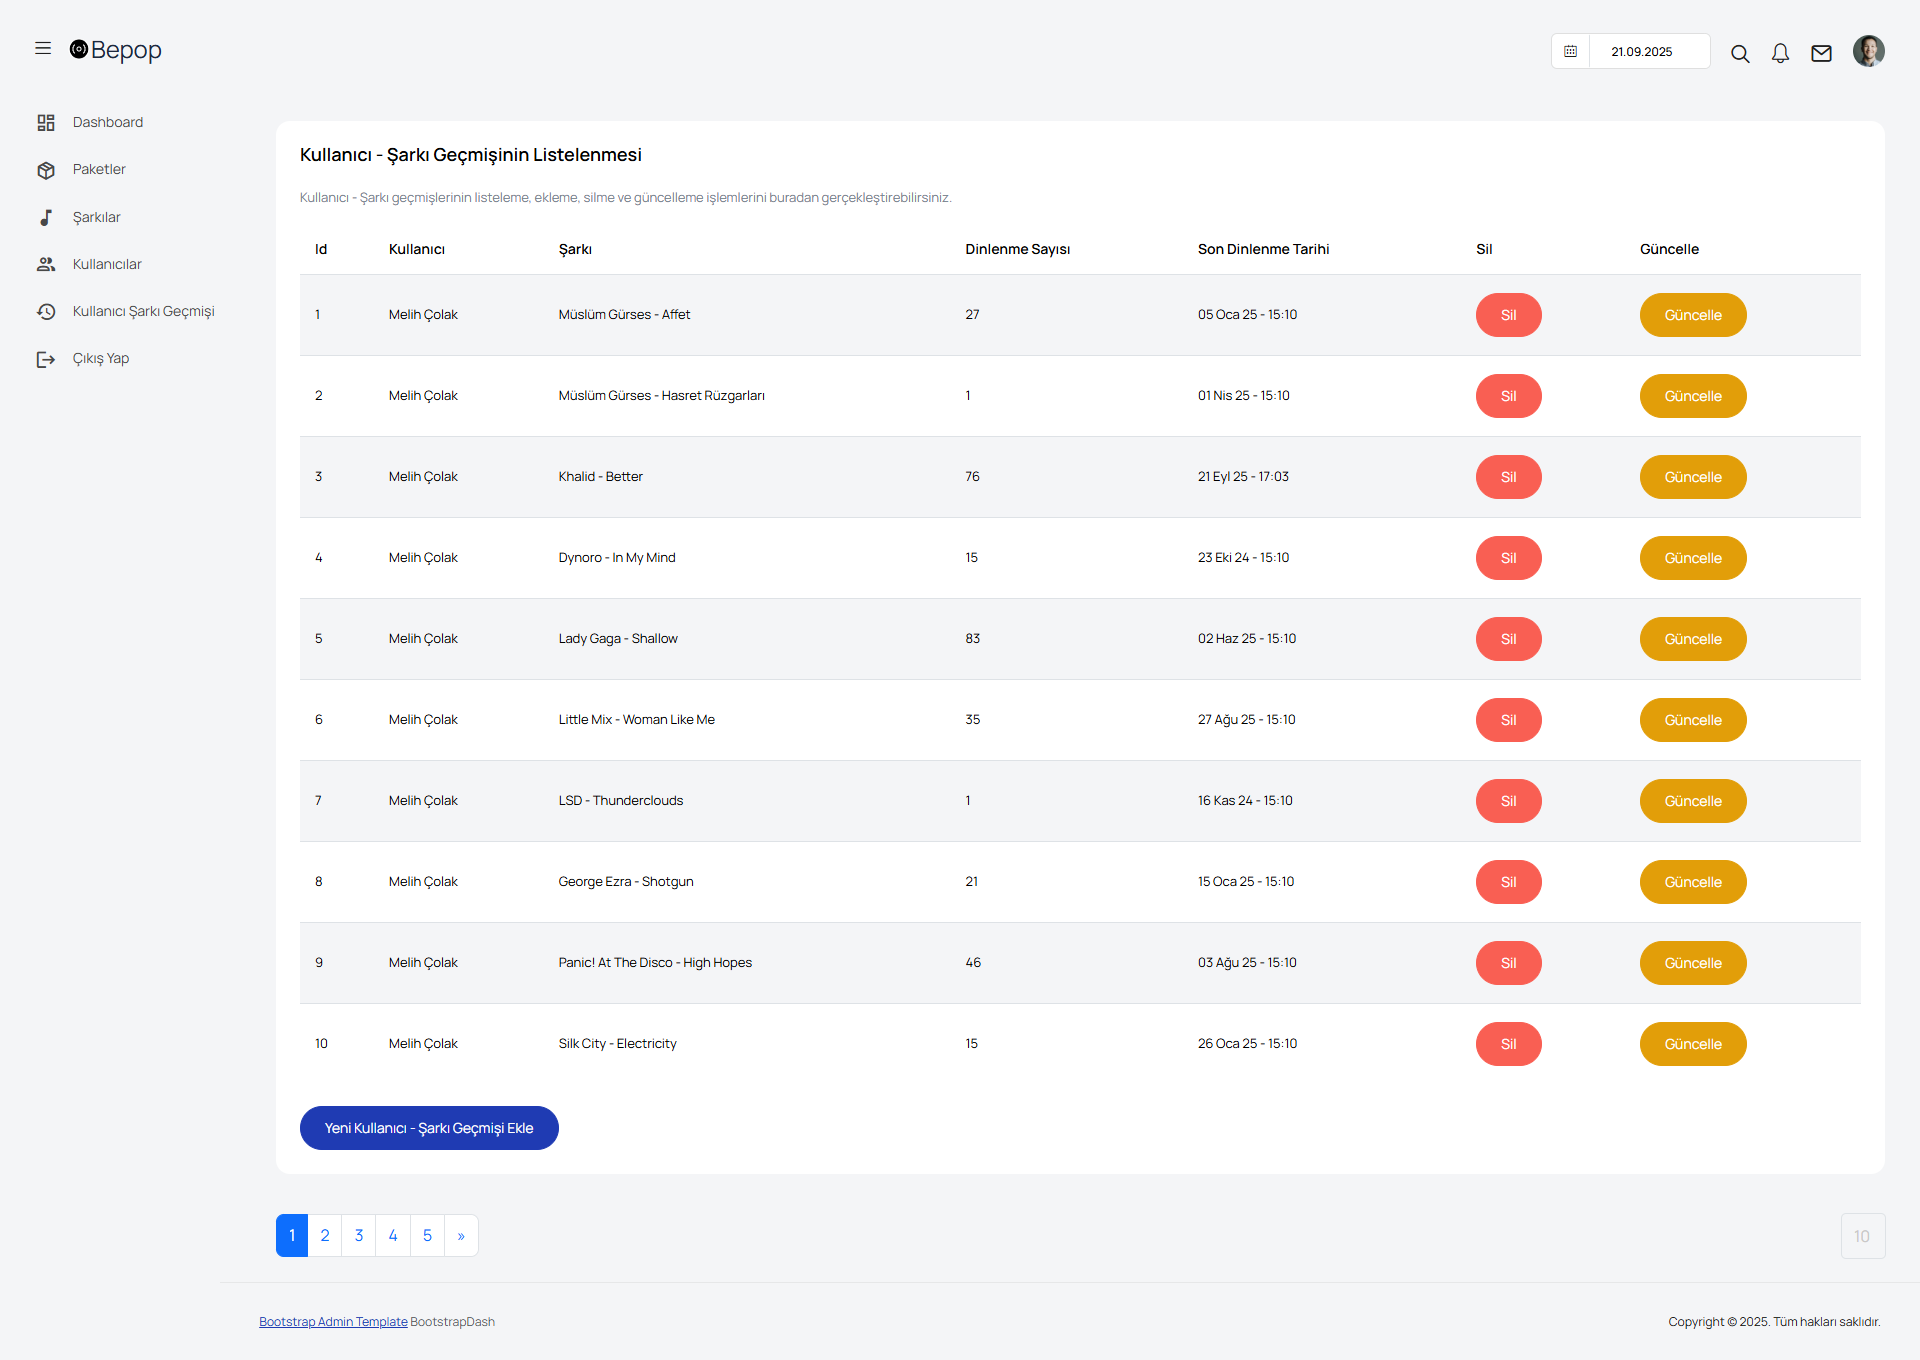 Bepop
21.09.2025
Dashboard
Paketler
Şarkılar
Kullanıcılar
Kullanıcı Şarkı Geçmişi
Çıkış Yap
Kullanıcı - Şarkı Geçmişinin Listelenmesi
Kullanıcı - Şarkı geçmişlerinin listeleme, ekleme, silme ve güncelleme işlemlerini buradan gerçekleştirebilirsiniz.
Id Kullanıcı Şarkı Dinlenme Sayısı Son Dinlenme Tarihi Sil Güncelle
1 Melih Çolak Müslüm Gürses - Affet 27 05 Oca 25 - 15:10 Sil Güncelle
2 Melih Çolak Müslüm Gürses - Hasret Rüzgarları 1 01 Nis 25 - 15:10 Sil Güncelle
3 Melih Çolak Khalid - Better 76 21 Eyl 25 - 17:03 Sil Güncelle
4 Melih Çolak Dynoro - In My Mind 15 23 Eki 24 - 15:10 Sil Güncelle
5 Melih Çolak Lady Gaga - Shallow 83 02 Haz 25 - 15:10 Sil Güncelle
6 Melih Çolak Little Mix - Woman Like Me 35 27 Ağu 25 - 15:10 Sil Güncelle
7 Melih Çolak LSD - Thunderclouds 1 16 Kas 24 - 15:10 Sil Güncelle
8 Melih Çolak George Ezra - Shotgun 21 15 Oca 25 - 15:10 Sil Güncelle
9 Melih Çolak Panic! At The Disco - High Hopes 46 03 Ağu 25 - 15:10 Sil Güncelle
10 Melih Çolak Silk City - Electricity 15 26 Oca 25 - 15:10 Sil Güncelle
Yeni Kullanıcı - Şarkı Geçmişi Ekle
1 2 3 4 5 » 10
Bootstrap Admin Template BootstrapDash
Copyright © 2025. Tüm hakları saklıdır.